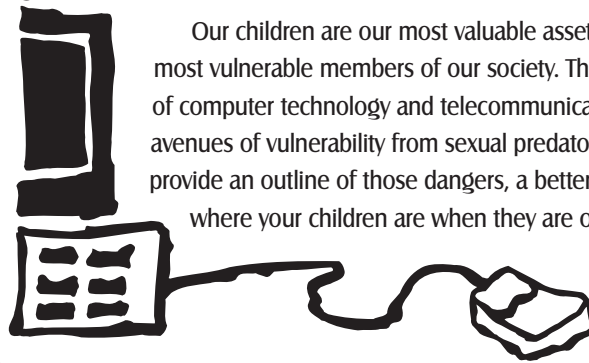 Our children are our most valuable asset
most vulnerable members of our society. Th
of computer technology and telecommunica
avenues of vulnerability from sexual predato
provide an outline of those dangers, a better
where your children are when they are o